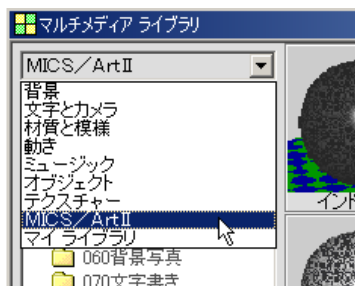 マルチメディア ライブラリ
MICS／ArtⅡ
背景
文字とカメラ
材質と模様
動き
ミュージック
オブジェクト
テクスチャー
MICS／ArtⅡ
マイ ライブラリ
060背景写真
070文字書き
インド